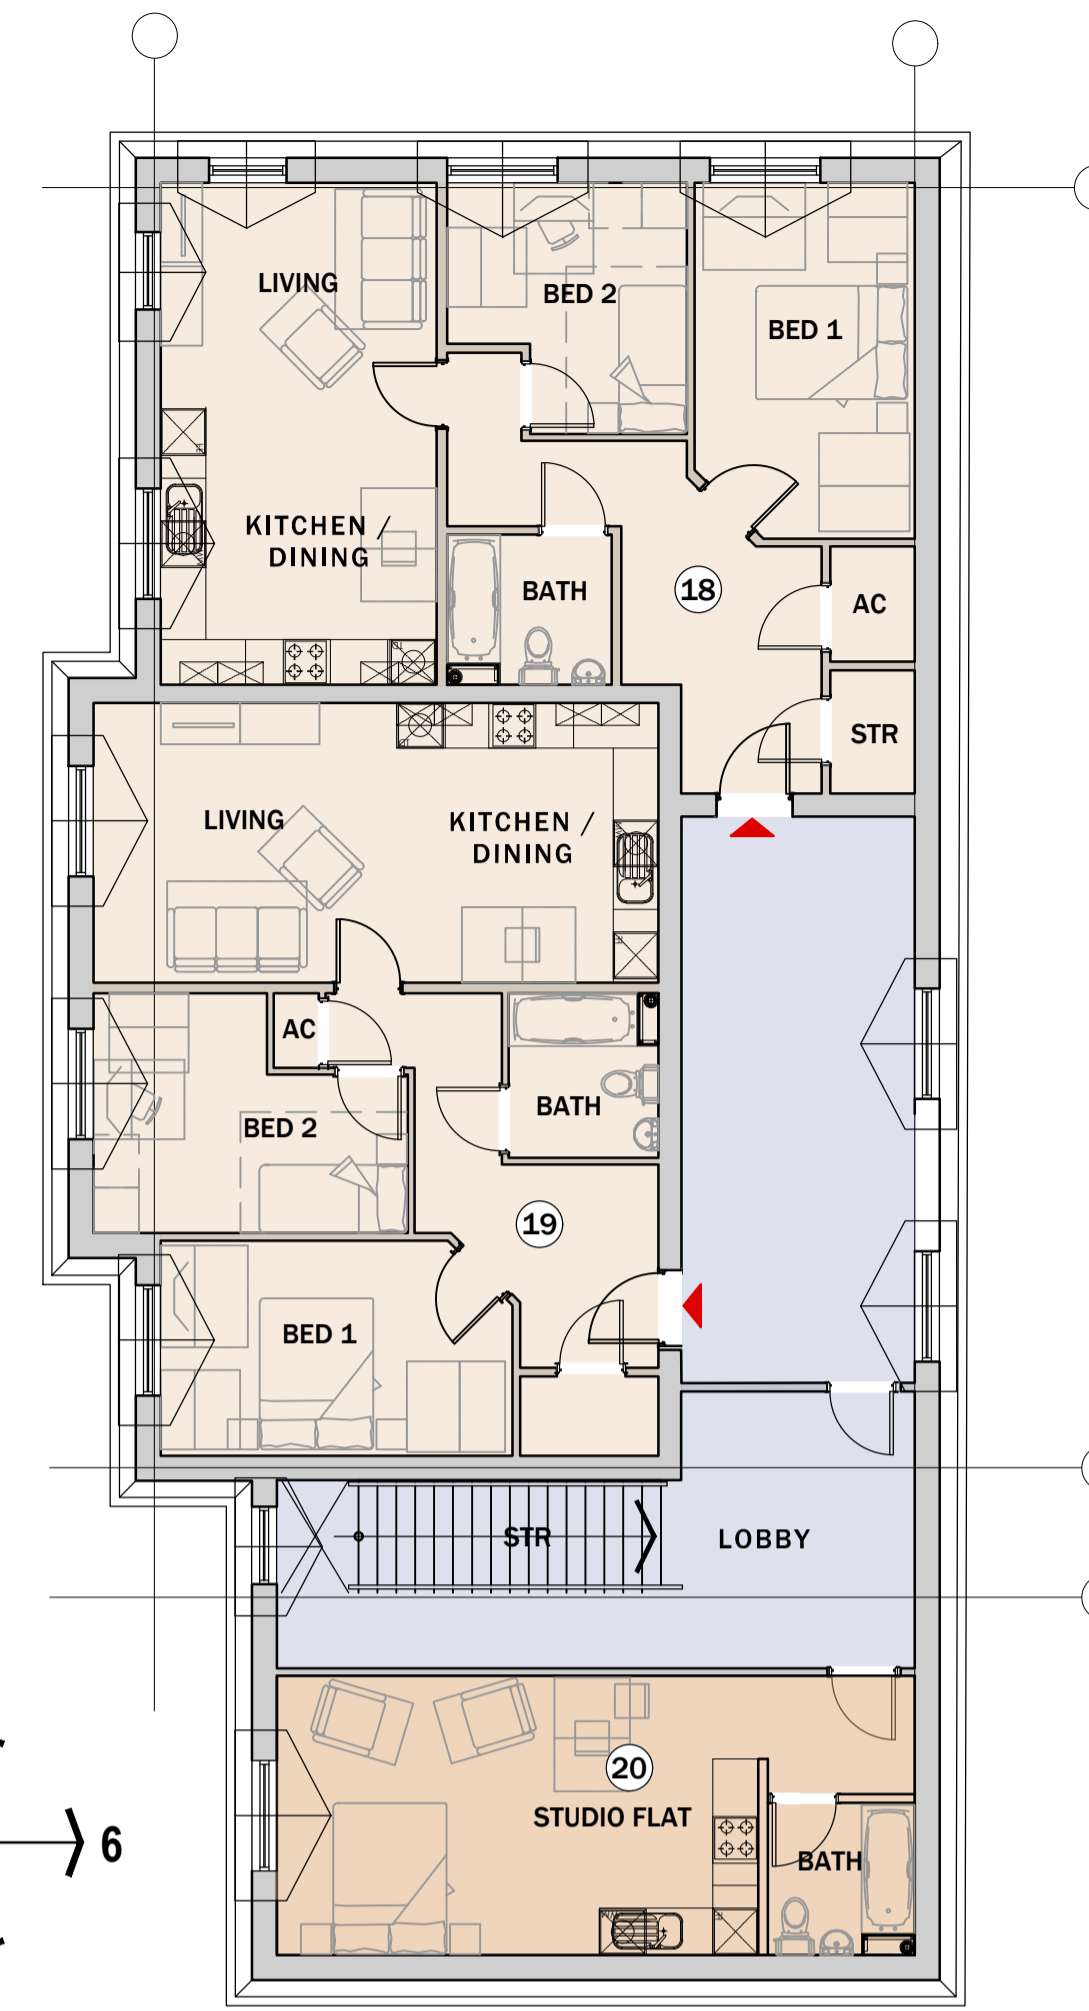 LIVING
BED 2
BED 1
KITCHEN /
DINING
BATH
18
AC
STR
LIVING
KITCHEN /
DINING
AC
BATH
BED 2
19
BED 1
STR
LOBBY
20
STUDIO FLAT
BATH
6